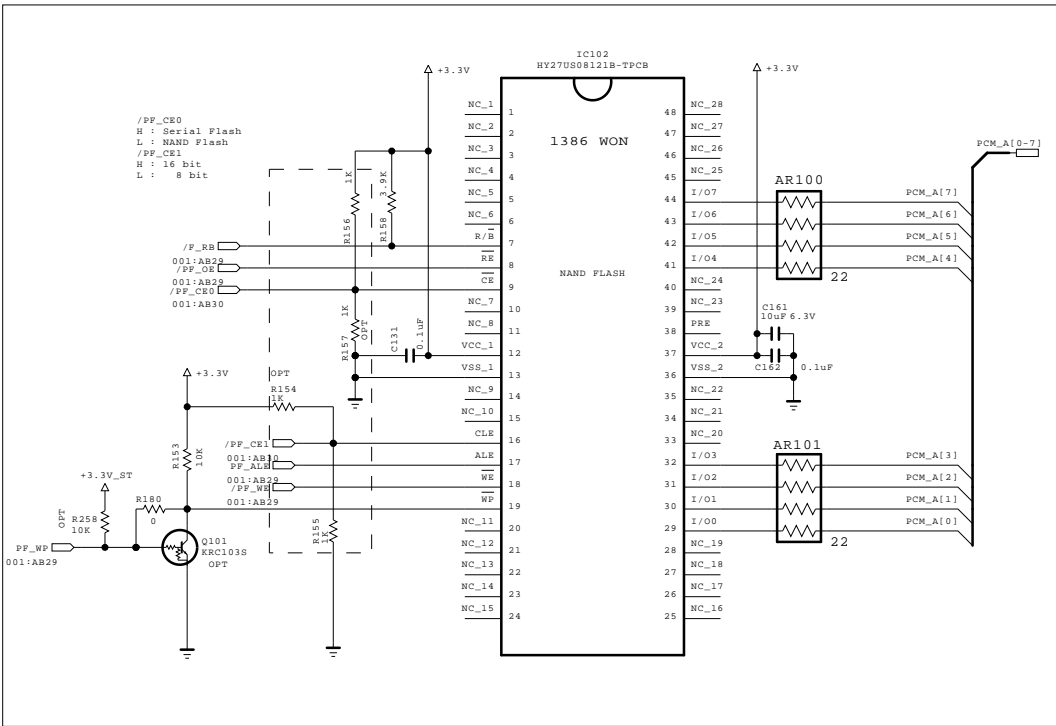 IC102
HY27US08121B-TPCB
+3.3V
+3.3V
/PF_CE0
H : Serial Flash
L : NAND Flash
/PF_CE1
H : 16 bit
L :  8 bit
1386 WON
NAND FLASH
NC_1 1
NC_2 2
NC_3 3
NC_4 4
NC_5 5
NC_6 6
R/B 7
RE 8
CE 9
NC_7 10
NC_8 11
VCC_1 12
VSS_1 13
NC_9 14
NC_10 15
CLE 16
ALE 17
WE 18
WP 19
NC_11 20
NC_12 21
NC_13 22
NC_14 23
NC_15 24
48 NC_28
47 NC_27
46 NC_26
45 NC_25
44 I/O7
43 I/O6
42 I/O5
41 I/O4
40 NC_24
39 NC_23
38 PRE
37 VCC_2
36 VSS_2
35 NC_22
34 NC_21
33 NC_20
32 I/O3
31 I/O2
30 I/O1
29 I/O0
28 NC_19
27 NC_18
26 NC_17
25 NC_16
PCM_A[0-7]
AR100
PCM_A[7]
PCM_A[6]
PCM_A[5]
PCM_A[4]
22
C161
10uF 6.3V
C162
0.1uF
AR101
PCM_A[3]
PCM_A[2]
PCM_A[1]
PCM_A[0]
22
1K
R156
3.9K
R158
/F_RB
001:AB29
/PF_OE
001:AB29
/PF_CE0
001:AB30
1K
R157
OPT
C131
0.1uF
+3.3V
OPT
R154
1K
R153
10K
/PF_CE1
001:AB30
PF_ALE
001:AB29
/PF_WE
001:AB29
+3.3V_ST
OPT
R258
10K
R180
0
PF_WP
001:AB29
Q101
KRC103S
OPT
R155
1K